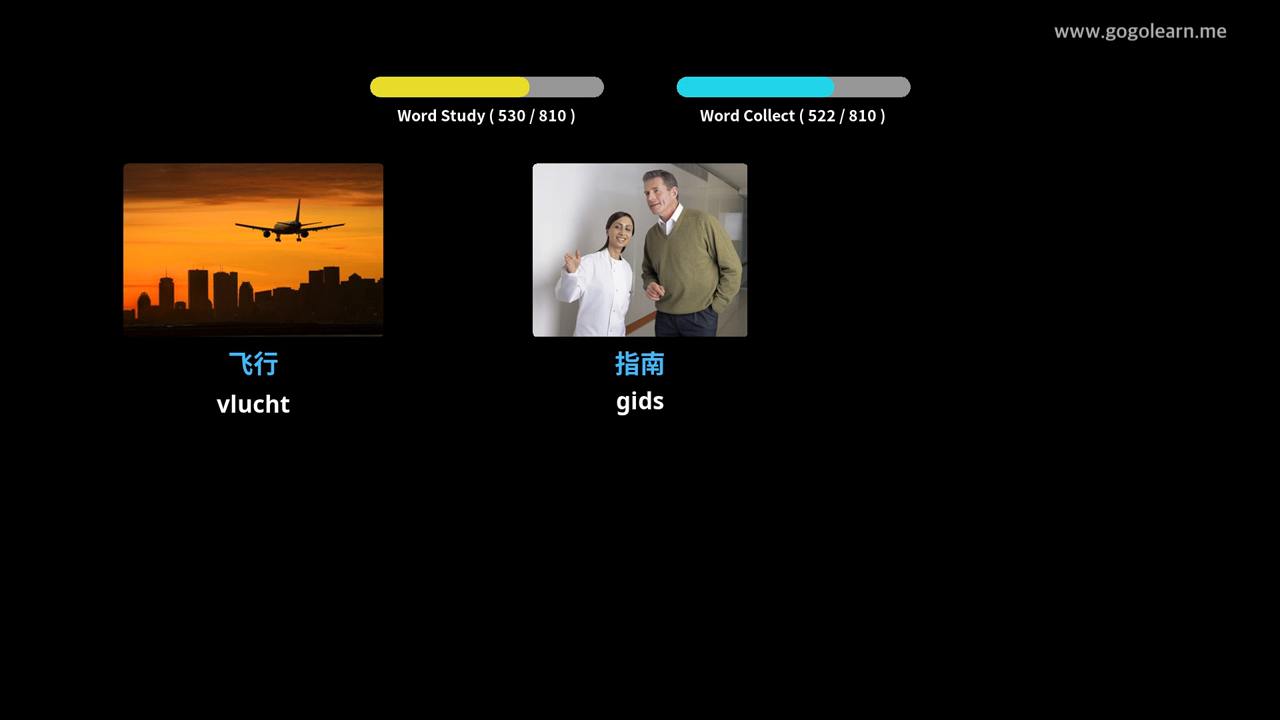 www.gogolearn.me
Word Study ( 530 / 810 )
Word Collect ( 522 / 810 )
飞行
vlucht
指南
gids